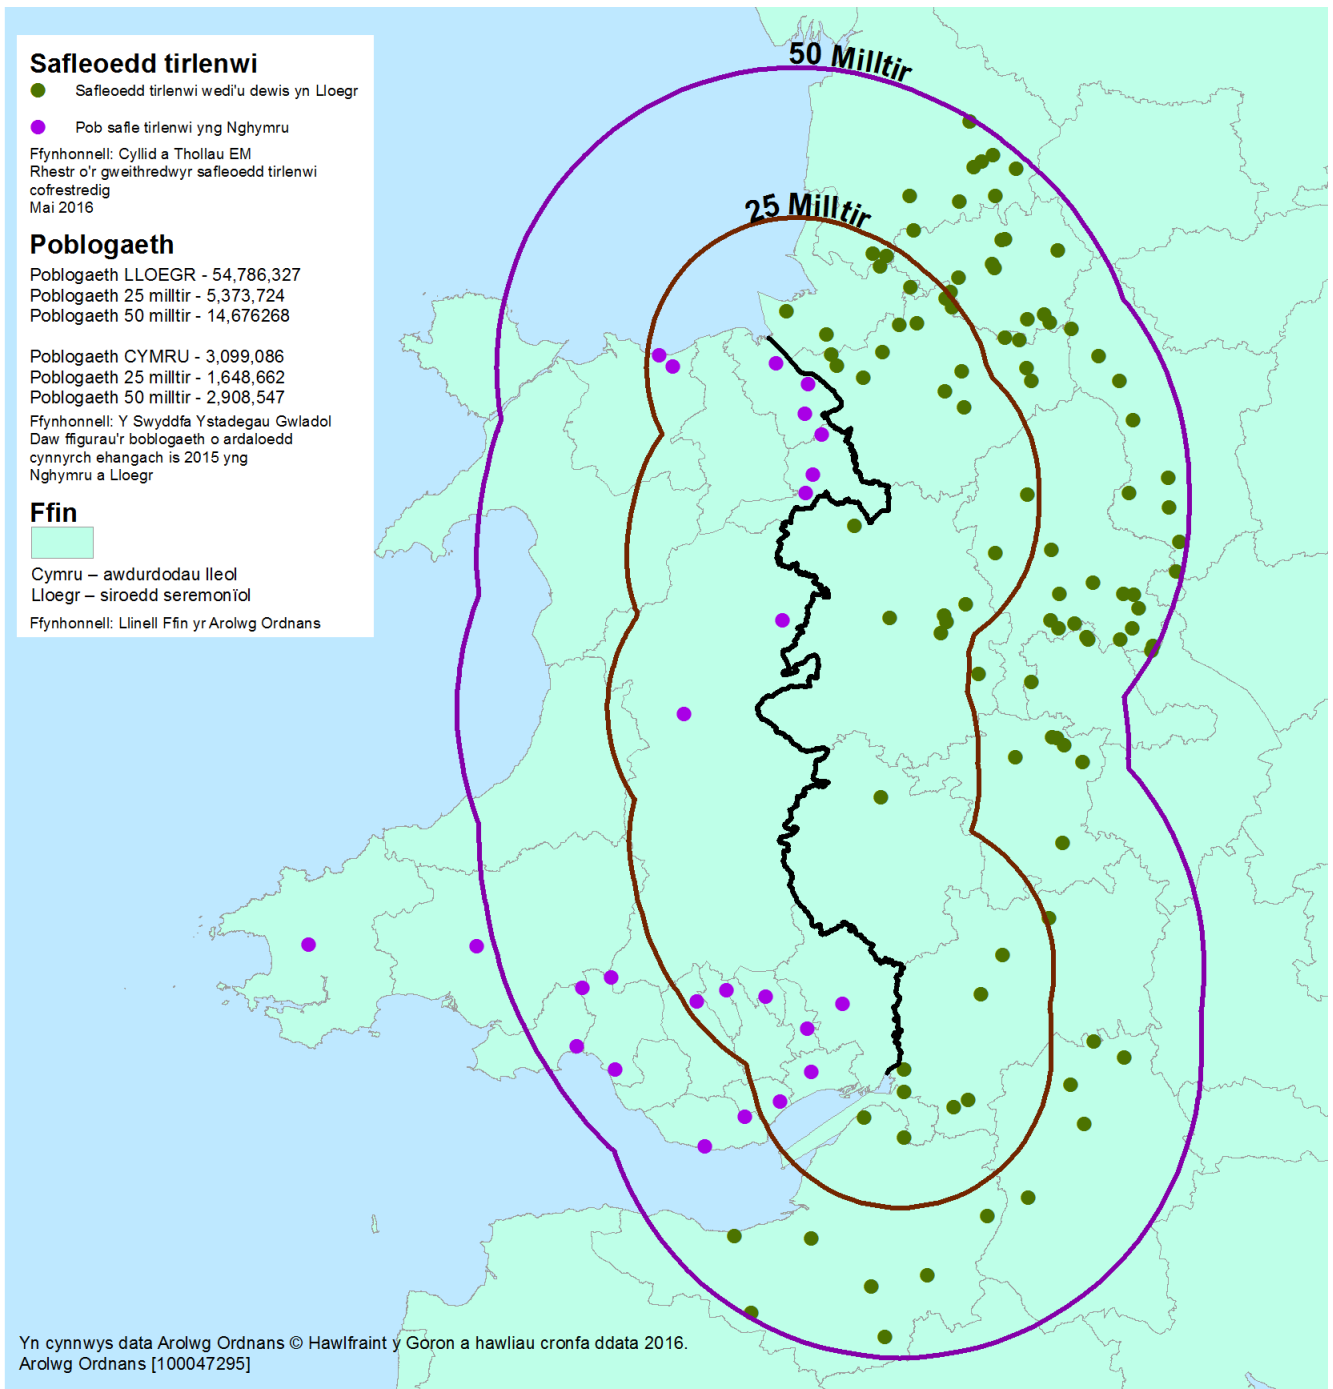 50 Milltir
25 Milltir
Safleoedd tirlenwi
Safleoedd tirlenwi wedi'u dewis yn Lloegr
Pob safle tirlenwi yng Nghymru
Ffynhonnell: Cyllid a Thollau EM
Rhestr o'r gweithredwyr safleoedd tirlenwi
cofrestredig
Mai 2016
Poblogaeth
Poblogaeth LLOEGR - 54,786,327
Poblogaeth 25 milltir - 5,373,724
Poblogaeth 50 milltir - 14,676268
Poblogaeth CYMRU - 3,099,086
Poblogaeth 25 milltir - 1,648,662
Poblogaeth 50 milltir - 2,908,547
Ffynhonnell: Y Swyddfa Ystadegau Gwladol
Daw ffigurau'r boblogaeth o ardaloedd
cynnyrch ehangach is 2015 yng
Nghymru a Lloegr
Ffin
Cymru – awdurdodau lleol
Lloegr – siroedd seremonïol
Ffynhonnell: Llinell Ffin yr Arolwg Ordnans
Yn cynnwys data Arolwg Ordnans © Hawlfraint y Goron a hawliau cronfa ddata 2016.
Arolwg Ordnans [100047295]